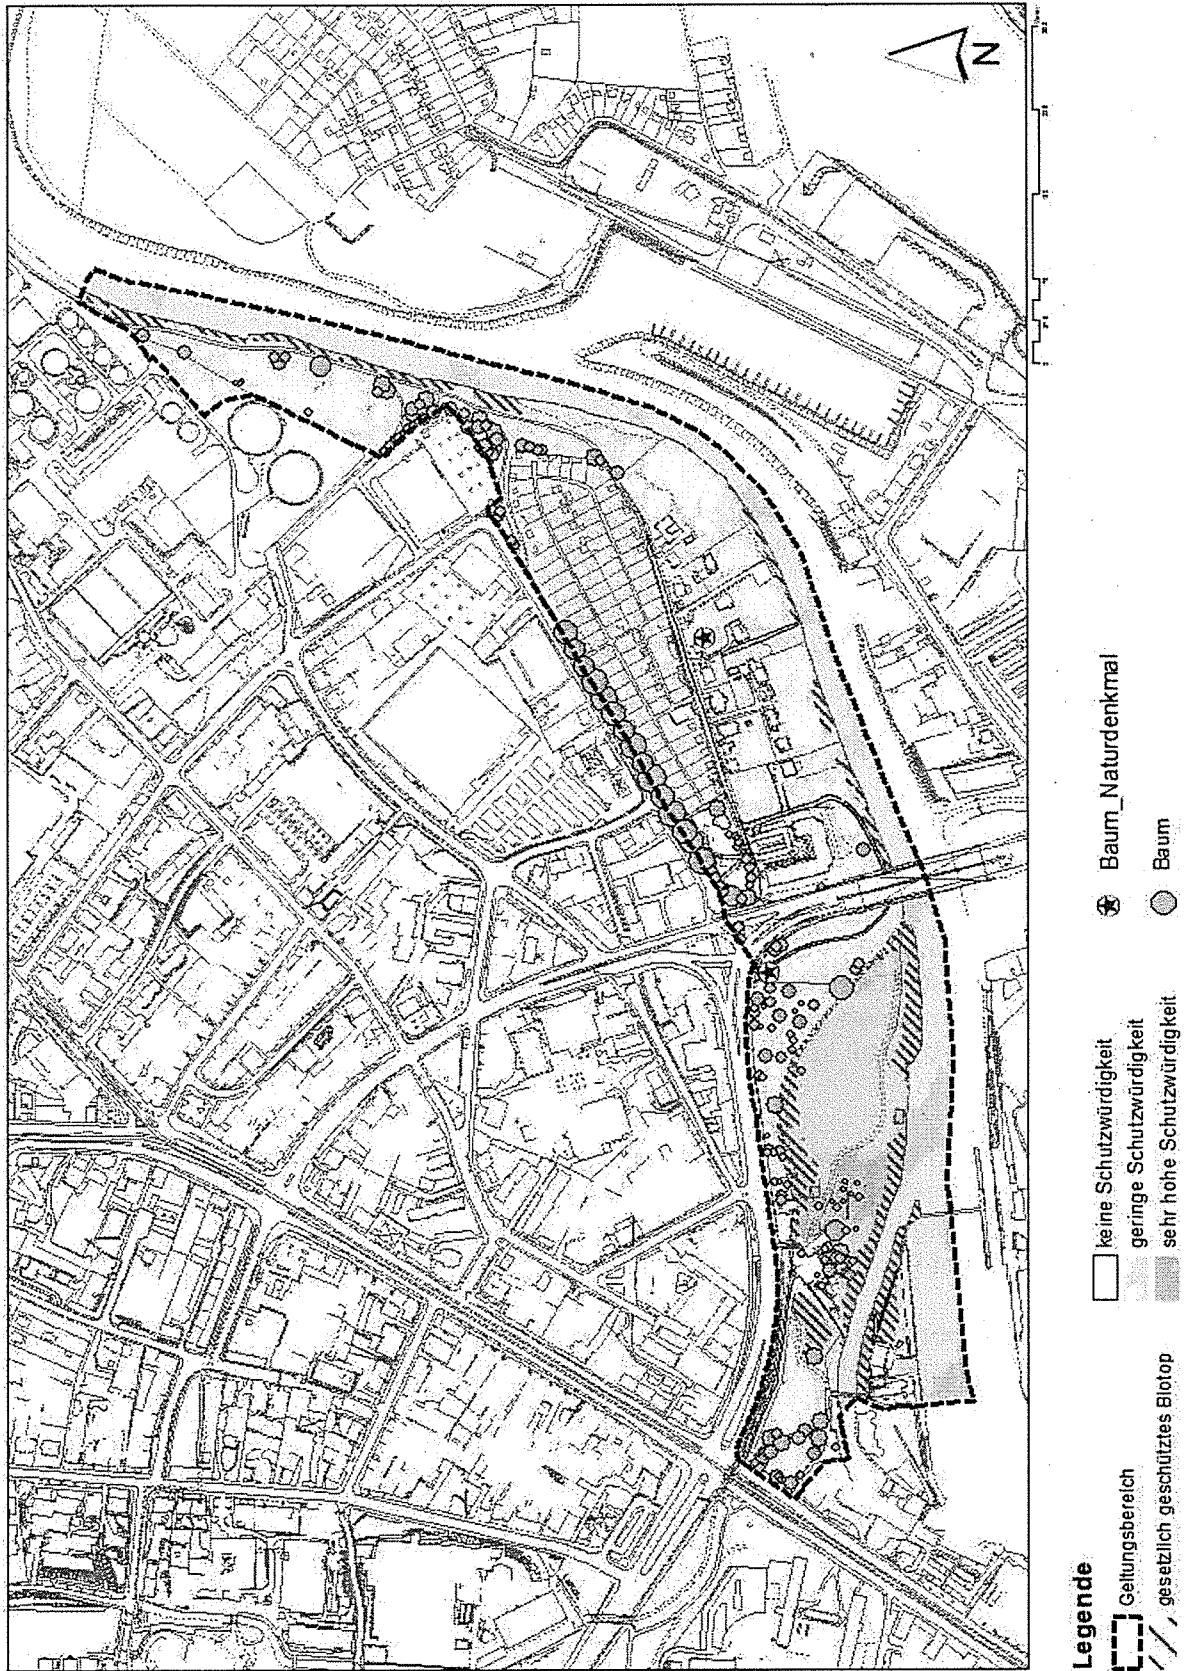 N
Legende
Geltungsbereich
gesetzlich geschütztes Biotop
keine Schutzwürdigkeit
geringe Schutzwürdigkeit
sehr hohe Schutzwürdigkeit
Baum_Naturdenkmal
Baum